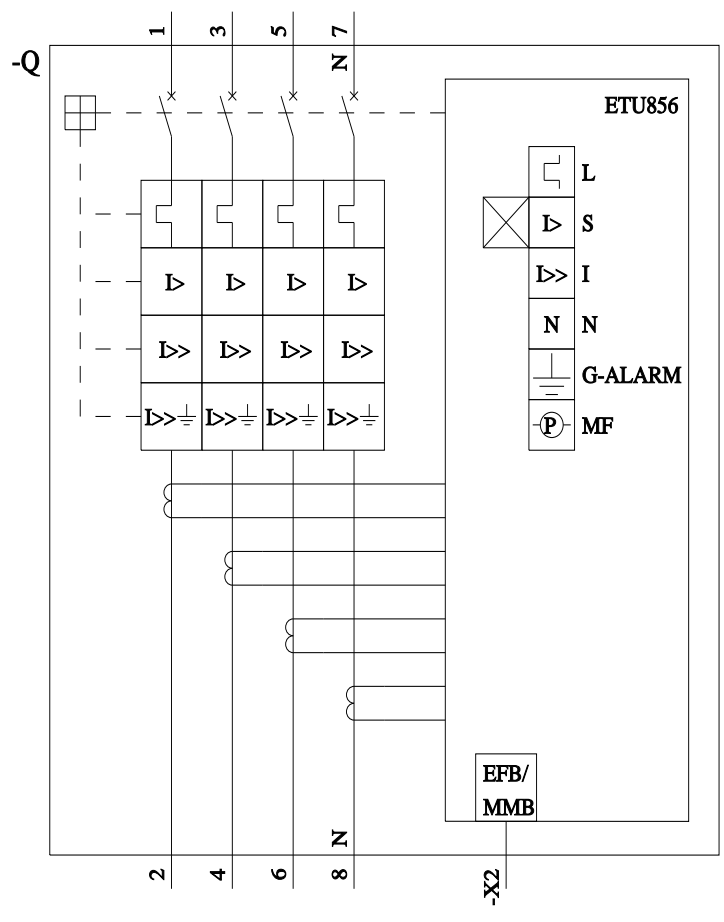 1 3 5 7
-Q
N
ETU856
L
I> S
I> I> I> I>
I>> I
I>> I>> I>> I>>
N N
G-ALARM
I>> I>> I>> I>>
P MF
EFB/
MMB
N
2 4 6 8 -X2